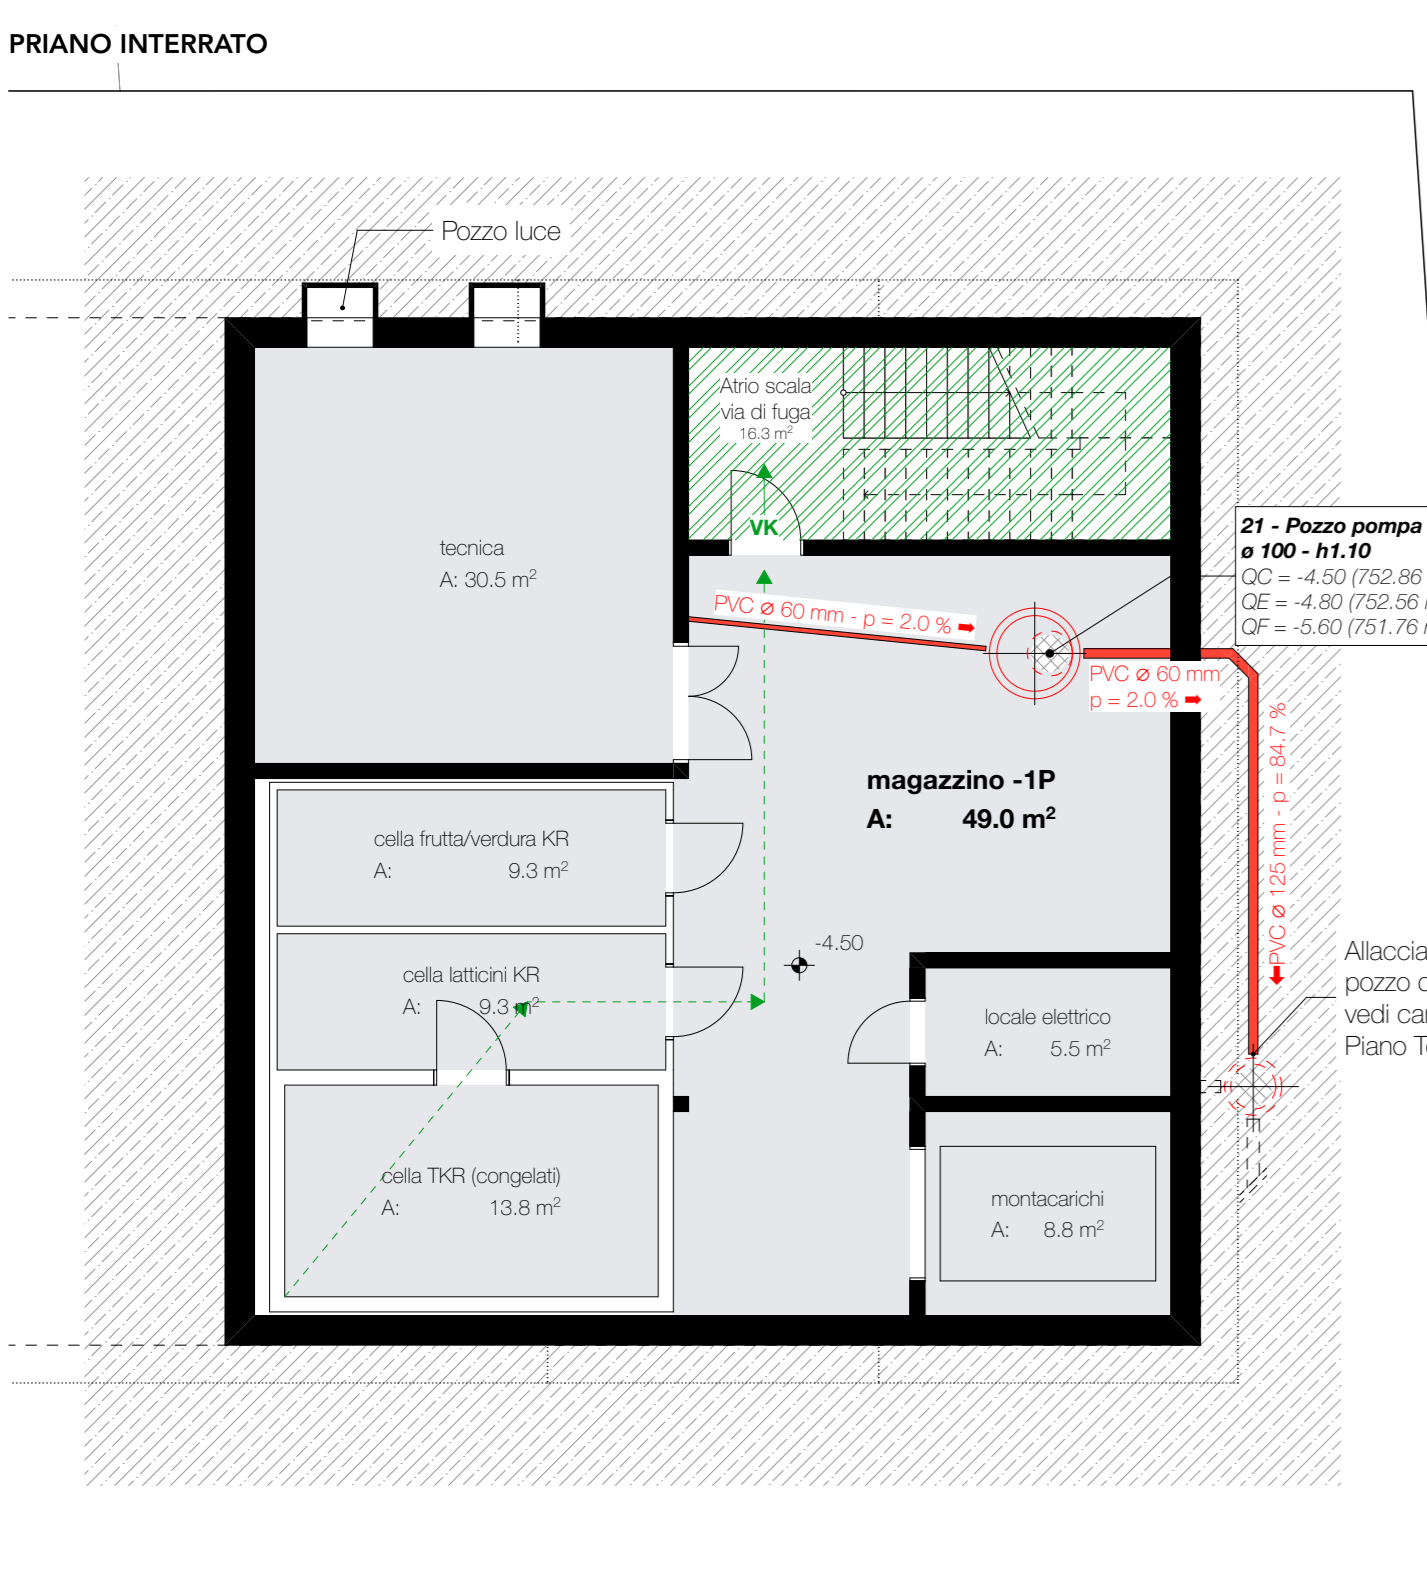 PRIANO INTERRATO
Pozzo luce
Atrio scala
via di fuga
16.3 m²
VK
tecnica
A: 30.5 m²
21 - Pozzo pompa
ø 100 - h1.10
QC = -4.50 (752.86
QE = -4.80 (752.56
QF = -5.60 (751.76
PVC ø 60 mm - p = 2.0 %
PVC ø 60 mm
p = 2.0 %
PVC ø 125 mm - p = 84.7 %
magazzino -1P
A: 49.0 m²
cella frutta/verdura KR
A: 9.3 m²
-4.50
cella latticini KR
A: 9.3 m²
locale elettrico
A: 5.5 m²
Allaccia
pozzo
vedi
Piano
cella TKR (congelati)
A: 13.8 m²
montacarichi
A: 8.8 m²